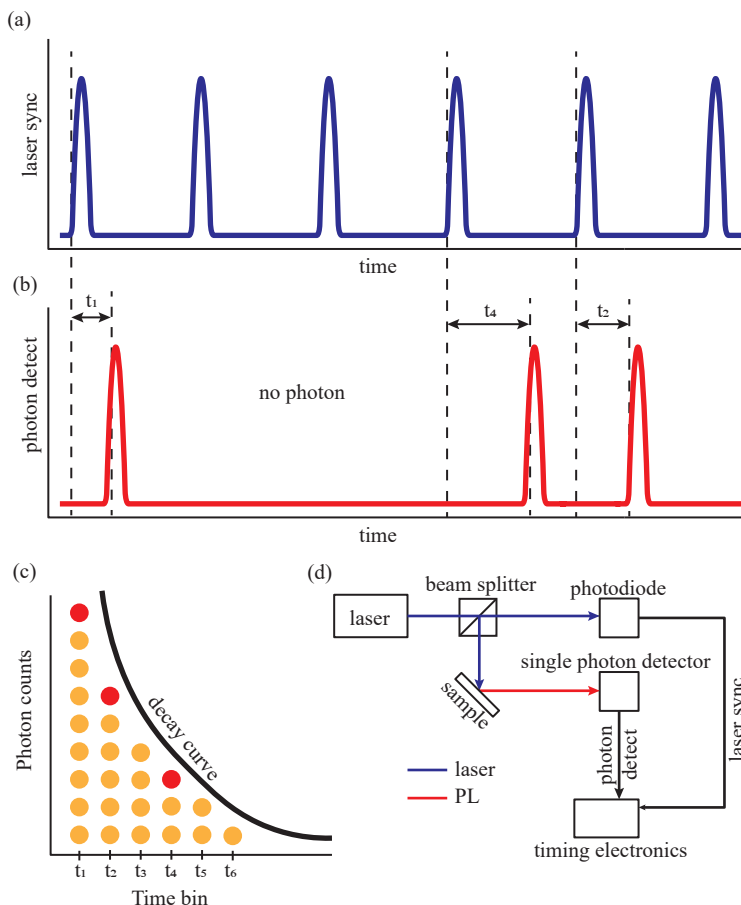 (a)
laser sync
time
(b)
t₁
t₄
t₂
photon detect
no photon
time
(c)
Photon counts
decay curve
t₁ t₂ t₃ t₄ t₅ t₆
Time bin
(d)
beam splitter
photodiode
laser
single photon detector
sample
laser sync
photon
detect
laser
PL
timing electronics